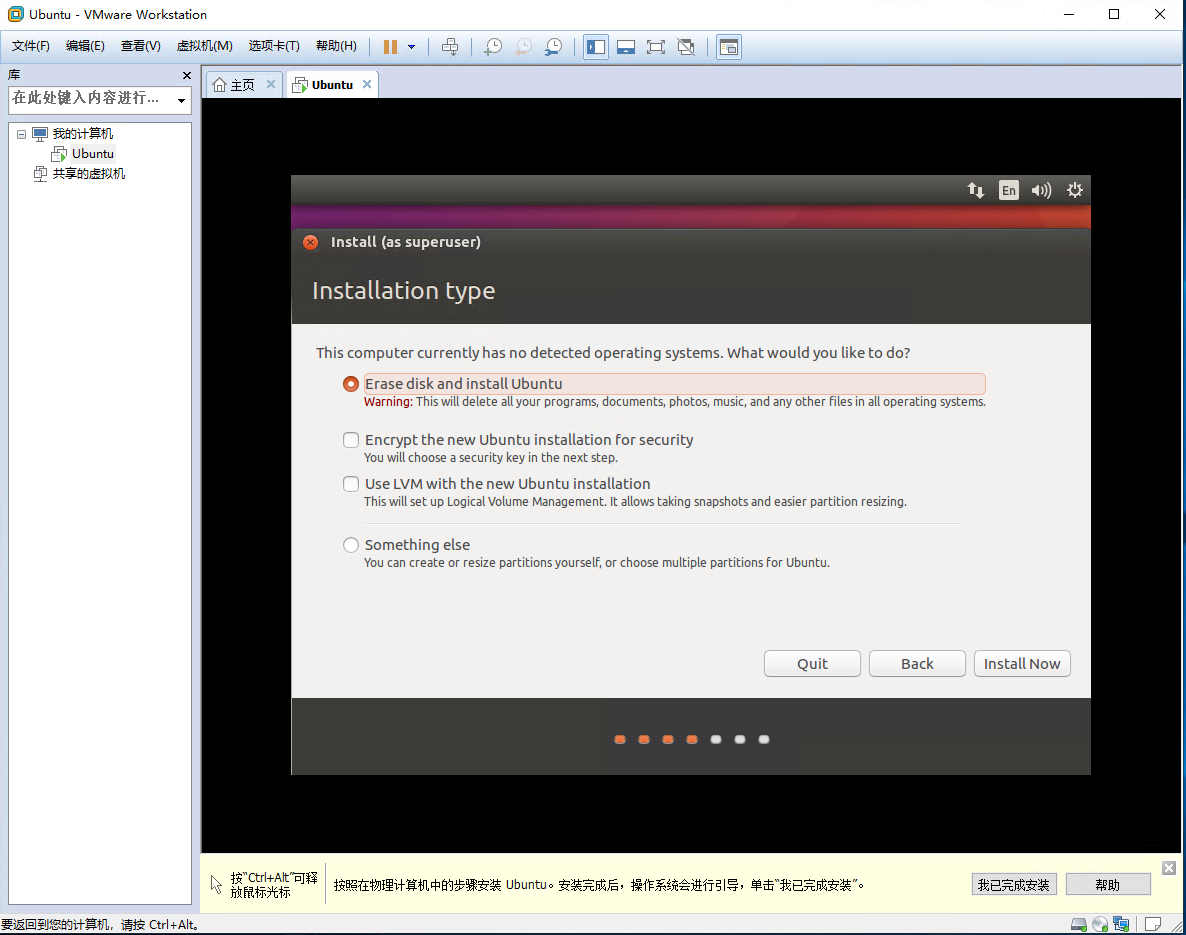 Ubuntu - VMware Workstation
文件(F) 编辑(E) 查看(V) 虚拟机(M) 选项卡(T) 帮助(H)
库
在此处键入内容进行...
我的计算机
Ubuntu
共享的虚拟机
主页 Ubuntu
En
Install (as superuser)
Installation type
This computer currently has no detected operating systems. What would you like to do?
Erase disk and install Ubuntu
Warning: This will delete all your programs, documents, photos, music, and any other files in all operating systems.
Encrypt the new Ubuntu installation for security
You will choose a security key in the next step.
Use LVM with the new Ubuntu installation
This will set up Logical Volume Management. It allows taking snapshots and easier partition resizing.
Something else
You can create or resize partitions yourself, or choose multiple partitions for Ubuntu.
Quit Back Install Now
按“Ctrl+Alt”可释
放鼠标光标
按照在物理计算机中的步骤安装 Ubuntu。安装完成后，操作系统会进行引导，单击“我已完成安装”。
我已完成安装 帮助
要返回到您的计算机，请按 Ctrl+Alt。